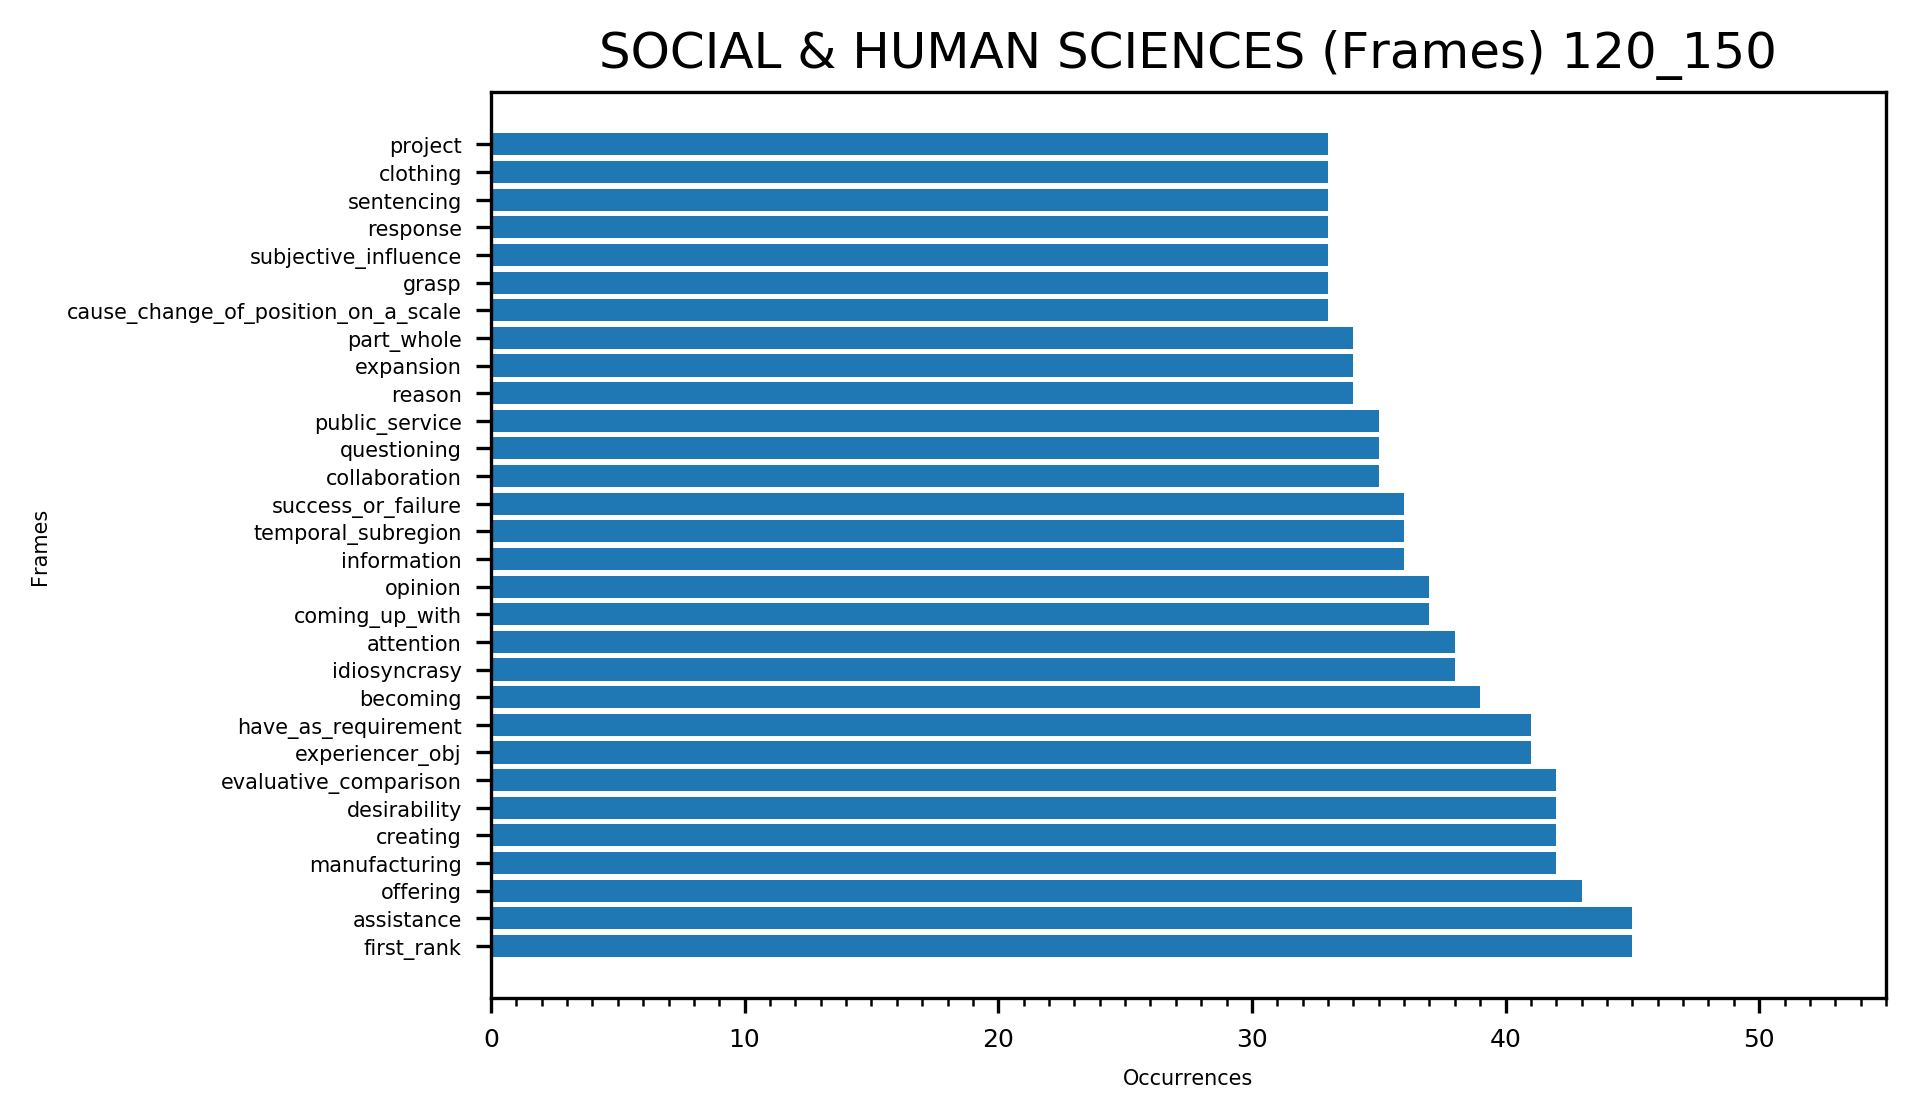 SOCIAL & HUMAN SCIENCES (Frames) 120_150
project
clothing
sentencing
response
subjective_influence
grasp
cause_change_of_position_on_a_scale
part_whole
expansion
reason
public_service
questioning
collaboration
success_or_failure
temporal_subregion
information
opinion
coming_up_with
attention
idiosyncrasy
becoming
have_as_requirement
experiencer_obj
evaluative_comparison
desirability
creating
manufacturing
offering
assistance
first_rank
Frames
0 10 20 30 40 50
Occurrences